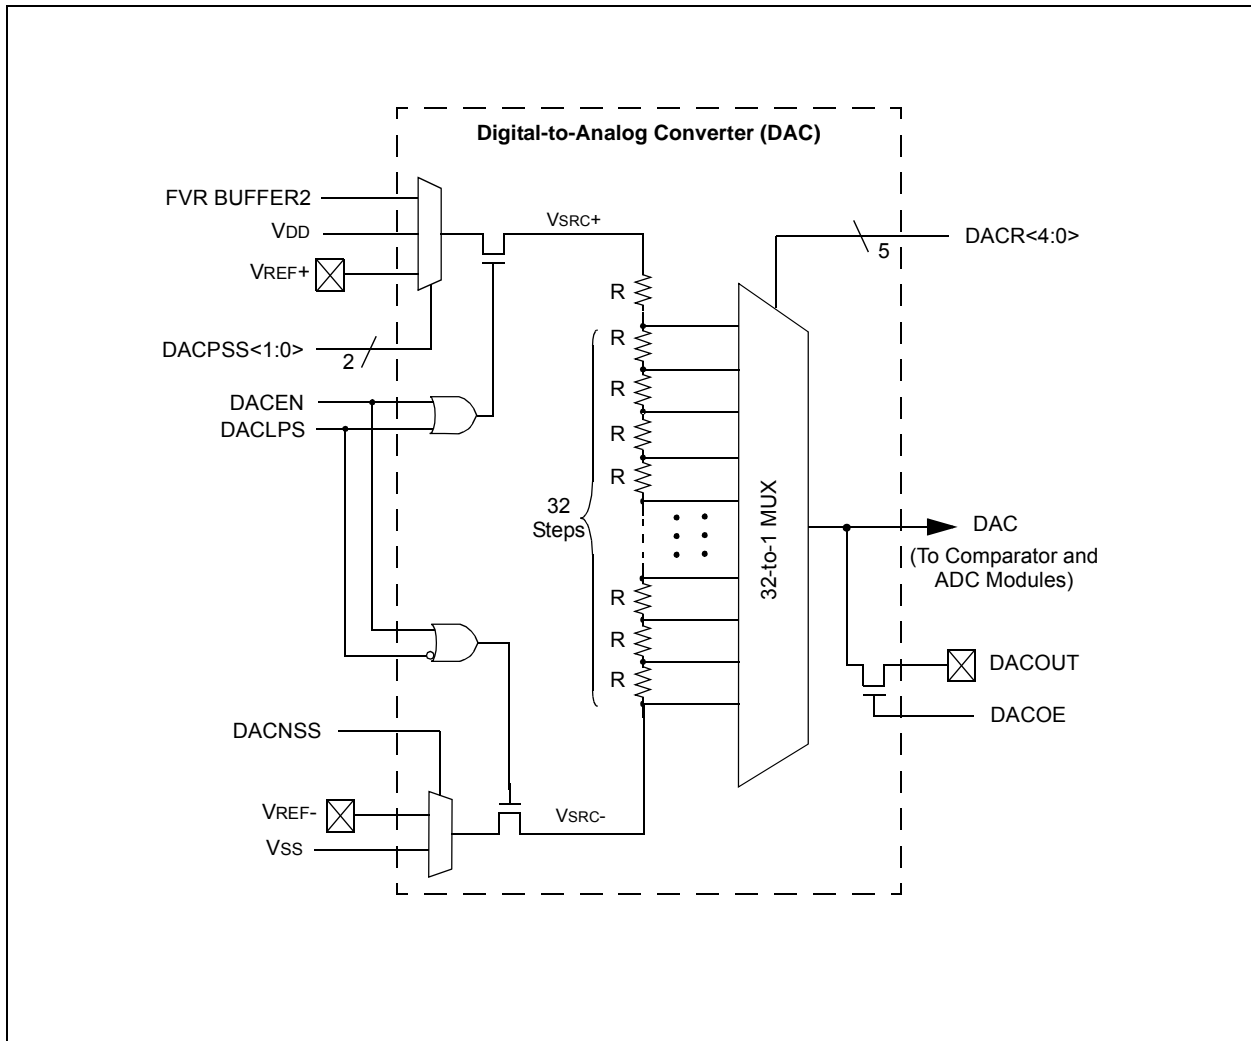 Digital-to-Analog Converter (DAC)
FVR BUFFER2
VDD
VREF+
DACPSS<1:0>
2
DACEN
DACLPS
VSRC+
R
R
R
R
R
32
Steps
R
R
R
32-to-1 MUX
5
DACR<4:0>
DAC
(To Comparator and
ADC Modules)
DACOUT
DACOE
DACNSS
VREF-
VSS
VSRC-